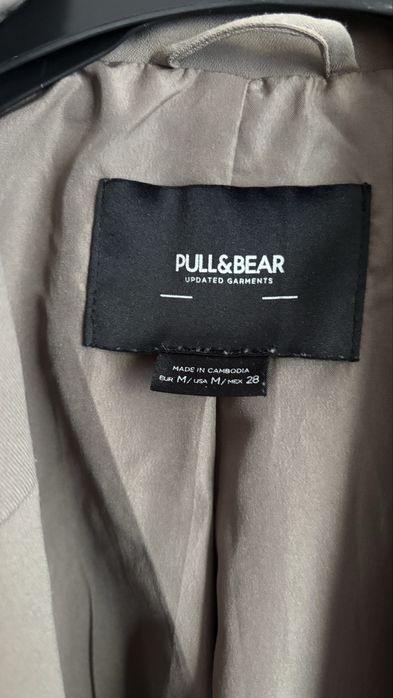 PULL&BEAR
UPDATED GARMENTS
MADE IN CAMBODIA
EUR M/ USA M/ MEX 28